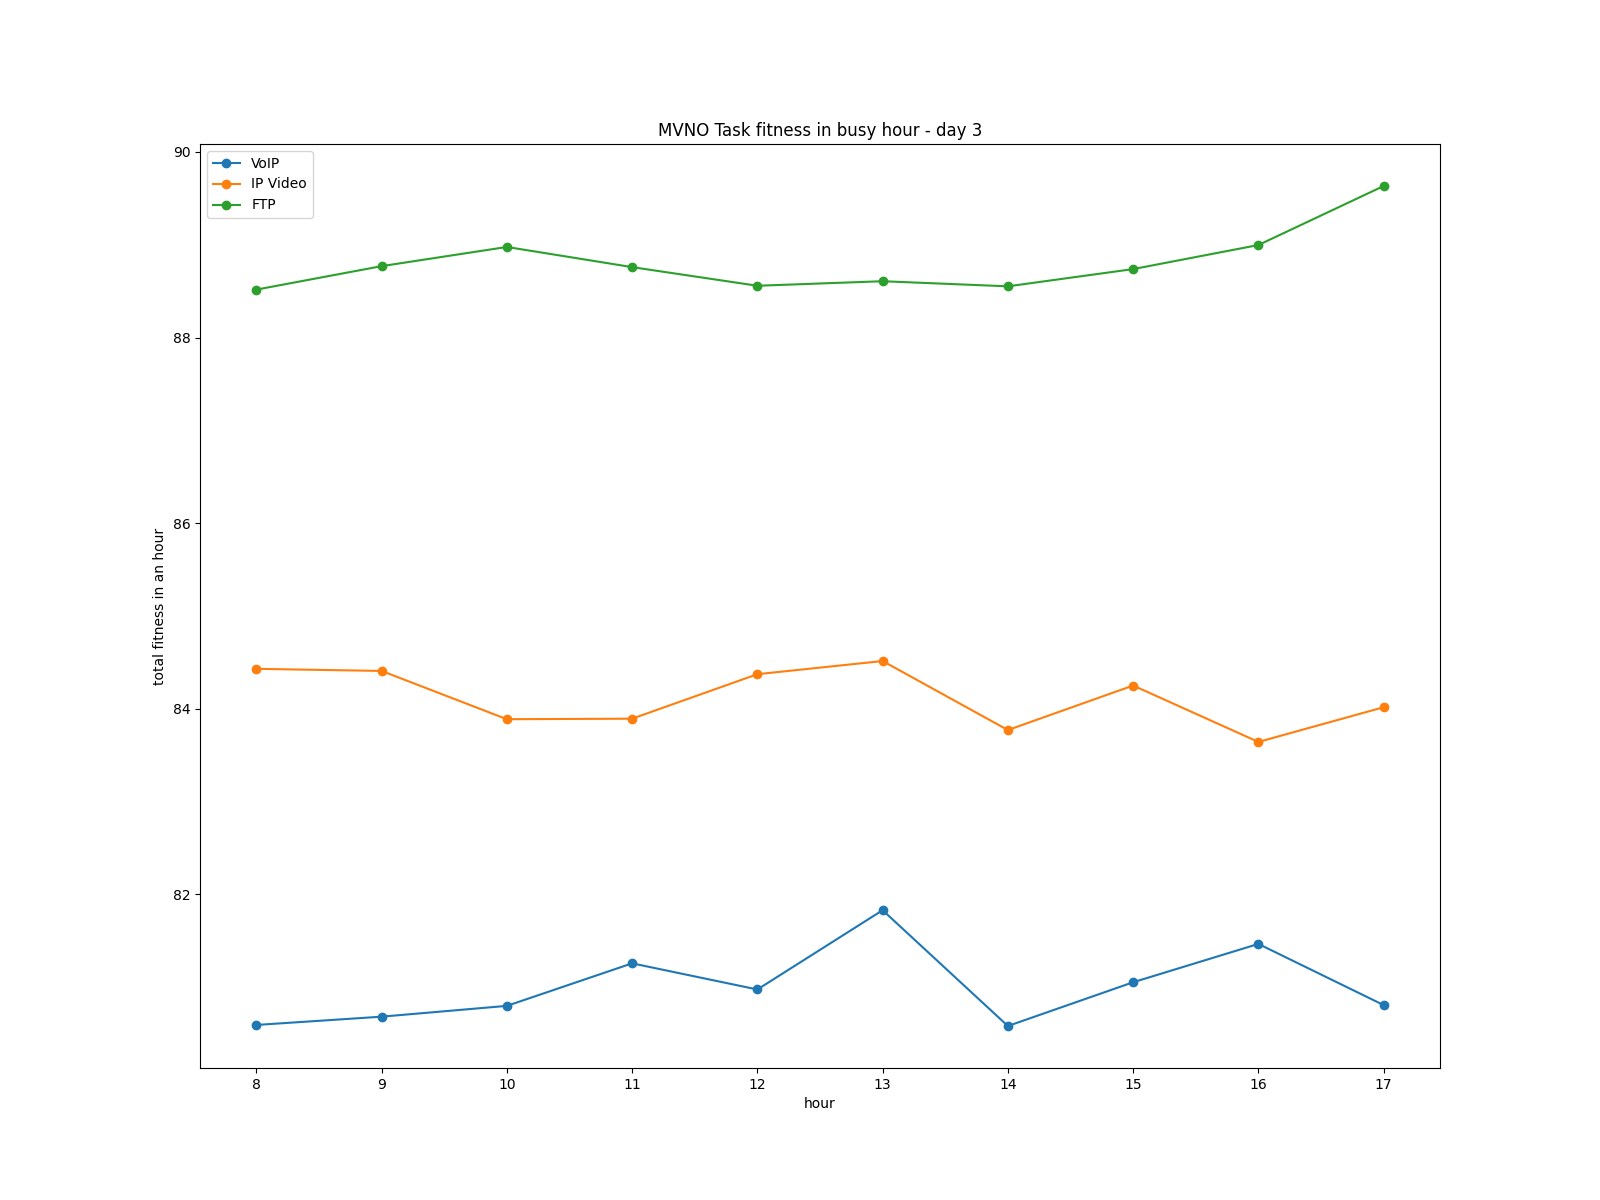 MVNO Task fitness in busy hour - day 3
VoIP
IP Video
FTP
90
88
86
84
82
total fitness in an hour
8 9 10 11 12 13 14 15 16 17
hour